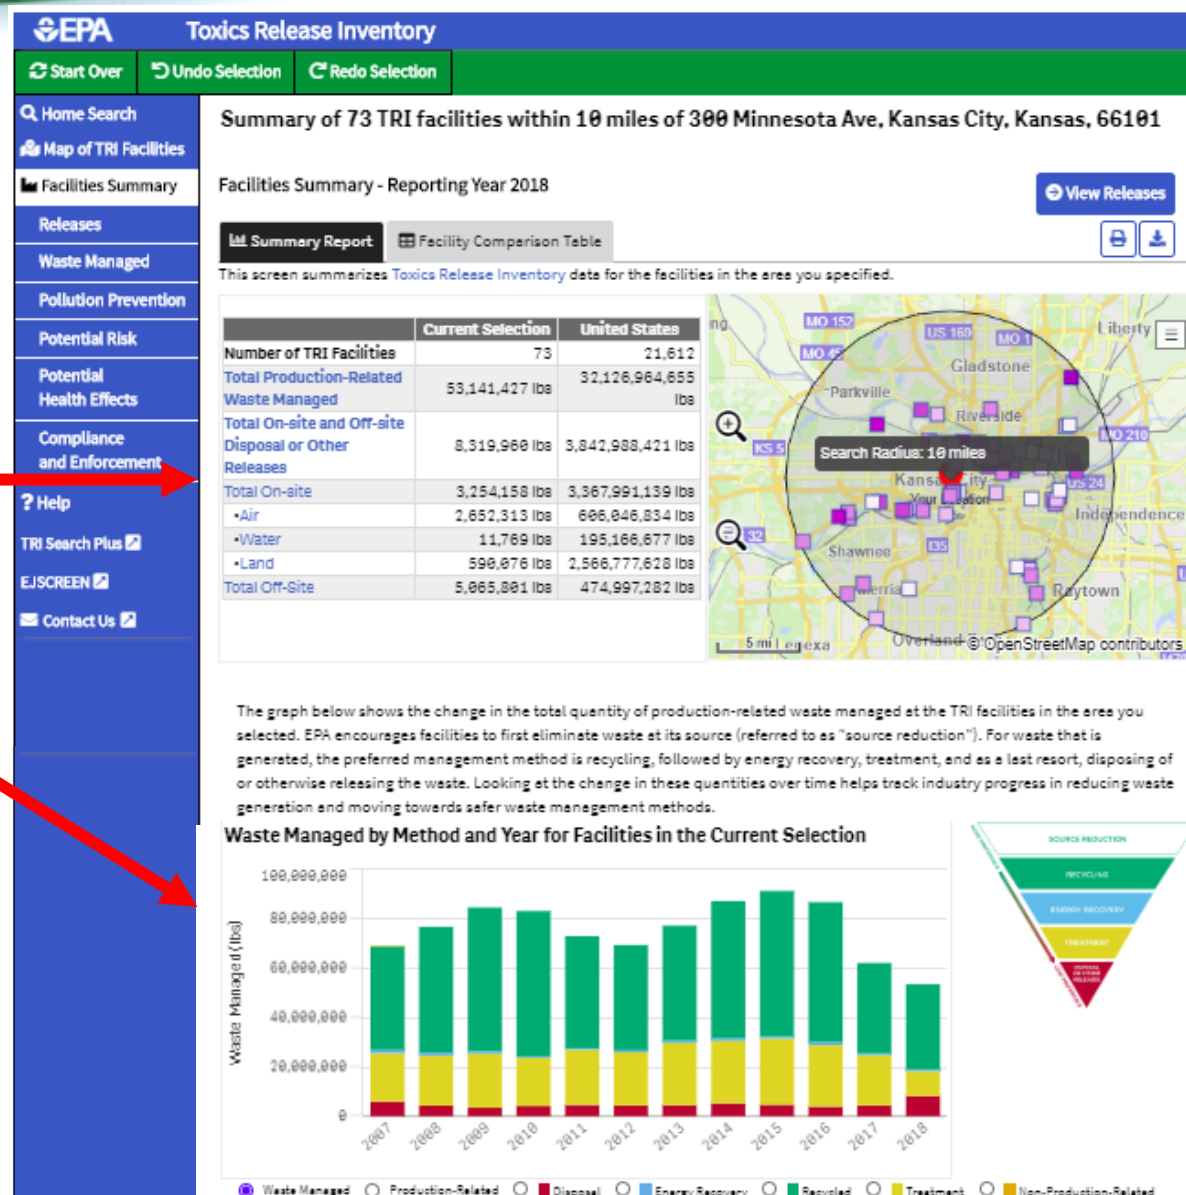 EPA Toxics Release Inventory
Start Over Undo Selection Redo Selection
Home Search
Map of TRI Facilities
Facilities Summary
Releases
Waste Managed
Pollution Prevention
Potential Risk
Potential
Health Effects
Compliance
and Enforcement
? Help
TRI Search Plus
EJSCREEN
Contact Us
Summary of 73 TRI facilities within 10 miles of 300 Minnesota Ave, Kansas City, Kansas, 66101
Facilities Summary - Reporting Year 2018
View Releases
Summary Report Facility Comparison Table
This screen summarizes Toxics Release Inventory data for the facilities in the area you specified.
Current Selection United States
Number of TRI Facilities 73 21,612
Total Production-Related 53,141,427 lbs 32,126,964,655
Waste Managed lbs
Total On-site and Off-site
Disposal or Other 8,319,960 lbs 3,842,988,421 lbs
Releases
Total On-site 3,254,158 lbs 3,367,991,139 lbs
•Air 2,652,313 lbs 606,046,834 lbs
•Water 11,769 lbs 195,166,677 lbs
•Land 590,076 lbs 2,566,777,628 lbs
Total Off-Site 5,065,801 lbs 474,997,282 lbs
MO 152
US 169
MO 1
Liberty
MO 45
Gladstone
Parkville
Riverside
MO 210
KS 5
Search Radius: 10 miles
Kansas City
US 24
Your Location
Independence
32
Shawnee
I35
Merriam
Raytown
5 mi
Lenexa
Overland
© OpenStreetMap contributors
The graph below shows the change in the total quantity of production-related waste managed at the TRI facilities in the area you
selected. EPA encourages facilities to first eliminate waste at its source (referred to as "source reduction"). For waste that is
generated, the preferred management method is recycling, followed by energy recovery, treatment, and as a last resort, disposing of
or otherwise releasing the waste. Looking at the change in these quantities over time helps track industry progress in reducing waste
generation and moving towards safer waste management methods.
Waste Managed by Method and Year for Facilities in the Current Selection
Waste Managed (lbs)
100,000,000
80,000,000
60,000,000
40,000,000
20,000,000
0
2007 2008 2009 2010 2011 2012 2013 2014 2015 2016 2017 2018
SOURCE REDUCTION
RECYCLING
ENERGY RECOVERY
TREATMENT
DISPOSAL
OR OTHER
RELEASES
Waste Managed Production-Related Disposal Energy Recovery Recycled Treatment Non-Production-Related